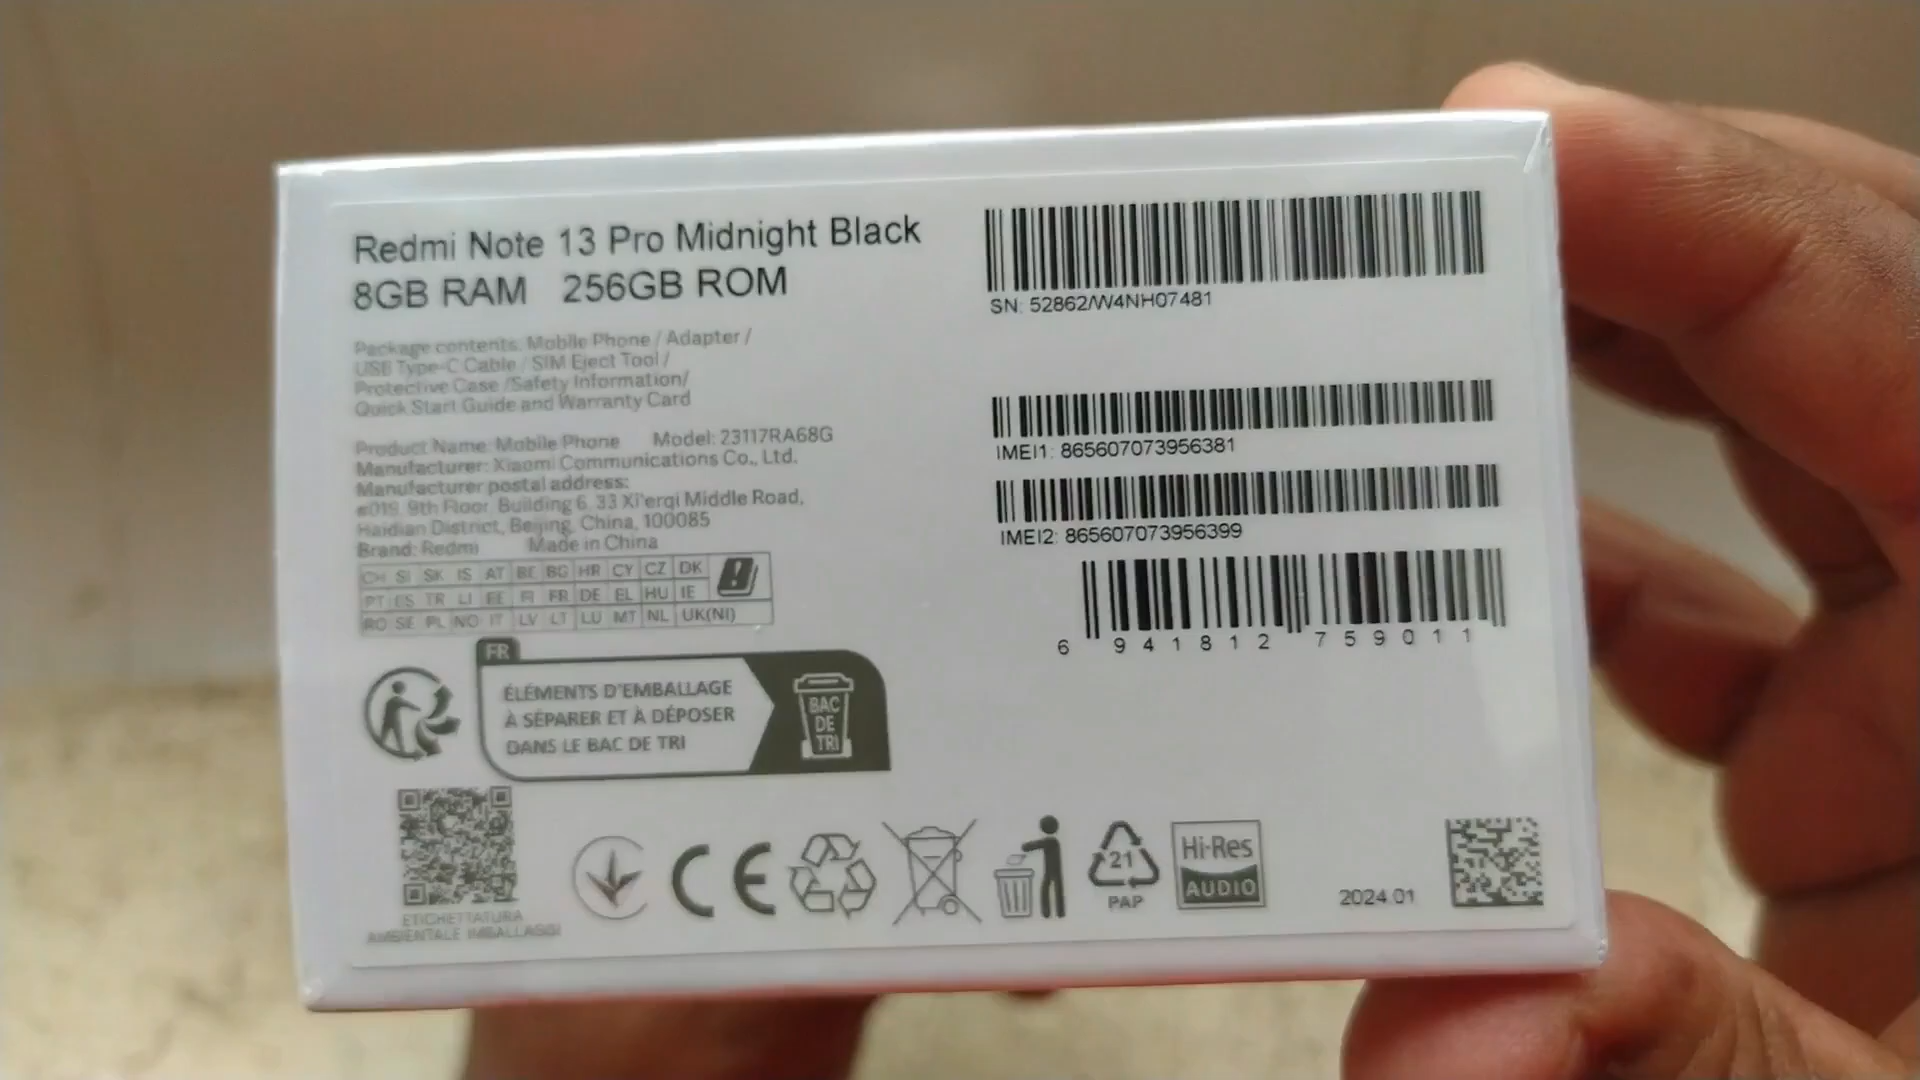 Redmi Note 13 Pro Midnight Black
8GB RAM 256GB ROM
Package contents: Mobile Phone / Adapter /
USB Type-C Cable / SIM Eject Tool /
Protective Case /Safety Information/
Quick Start Guide and Warranty Card
Product Name: Mobile Phone Model: 23117RA68G
Manufacturer: Xiaomi Communications Co., Ltd.
Manufacturer postal address:
#019, 9th Floor, Building 6, 33 Xi'erqi Middle Road,
Haidian District, Beijing, China, 100085
Brand: Redmi Made in China
CH SI SK IS AT BE BG HR CY CZ DK
PT ES TR LI EE FI FR DE EL HU IE
RO SE PL NO IT LV LT LU MT NL UK(NI)
FR
ÉLÉMENTS D'EMBALLAGE
À SÉPARER ET À DÉPOSER
DANS LE BAC DE TRI
BAC
DE
TRI
ETICHETTATURA
AMBIENTALE IMBALLAGGI
CE
21
PAP
Hi-Res
AUDIO
SN: 52862/W4NH07481
IMEI1: 865607073956381
IMEI2: 865607073956399
6 941812 759011
2024.01